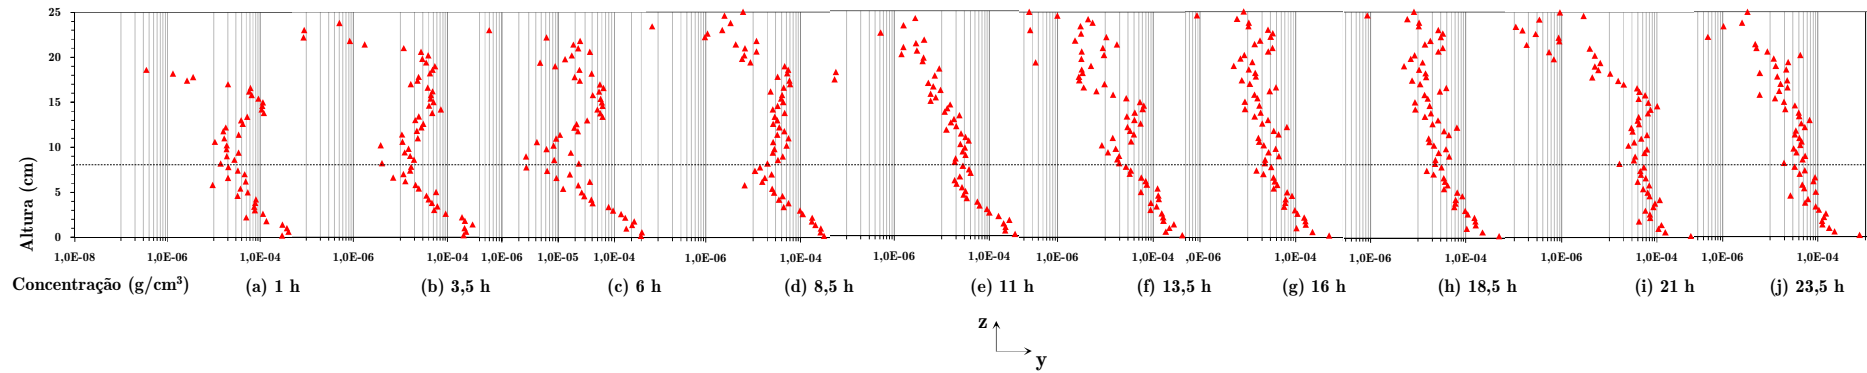 25
20
15
10
5
0
Altura (cm)
1,0E-08 1,0E-06 1,0E-04 1,0E-06 1,0E-04 1,0E-06 1,0E-05 1,0E-04 1,0E-06 1,0E-04 1,0E-06 1,0E-04 1,0E-06 1,0E-04 1,0E-06 1,0E-04 1,0E-06 1,0E-04 1,0E-06 1,0E-04 1,0E-06 1,0E-04
Concentração (g/cm³) (a) 1 h (b) 3,5 h (c) 6 h (d) 8,5 h (e) 11 h (f) 13,5 h (g) 16 h (h) 18,5 h (i) 21 h (j) 23,5 h
z
y